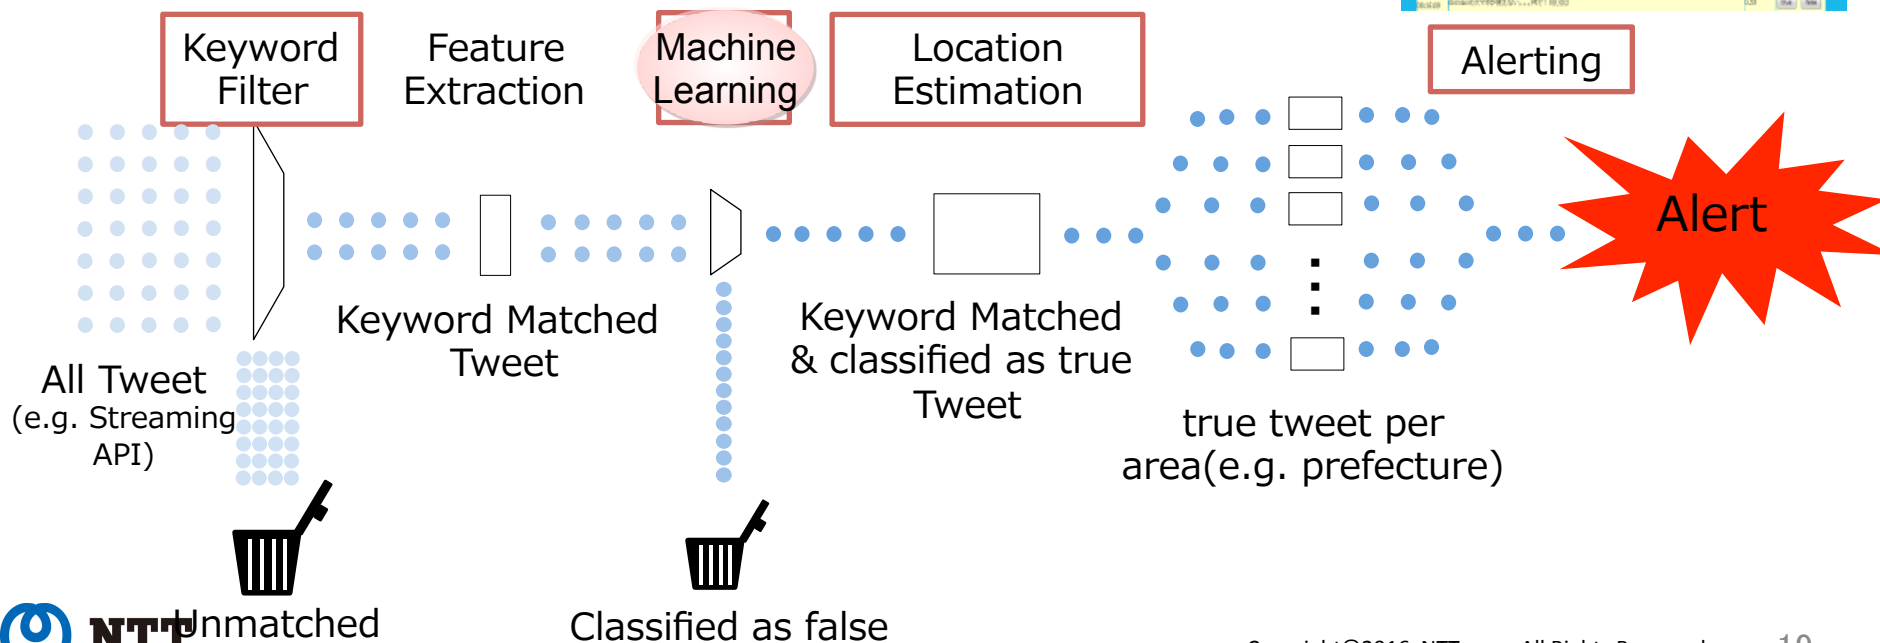 Keyword
Filter
Feature
Extraction
Machine
Learning
Location
Estimation
Alerting
Alert
Keyword Matched
Tweet
Keyword Matched
& classified as true
Tweet
All Tweet
(e.g. Streaming
API)
true tweet per
area(e.g. prefecture)
NTT
Unmatched
Classified as false
10